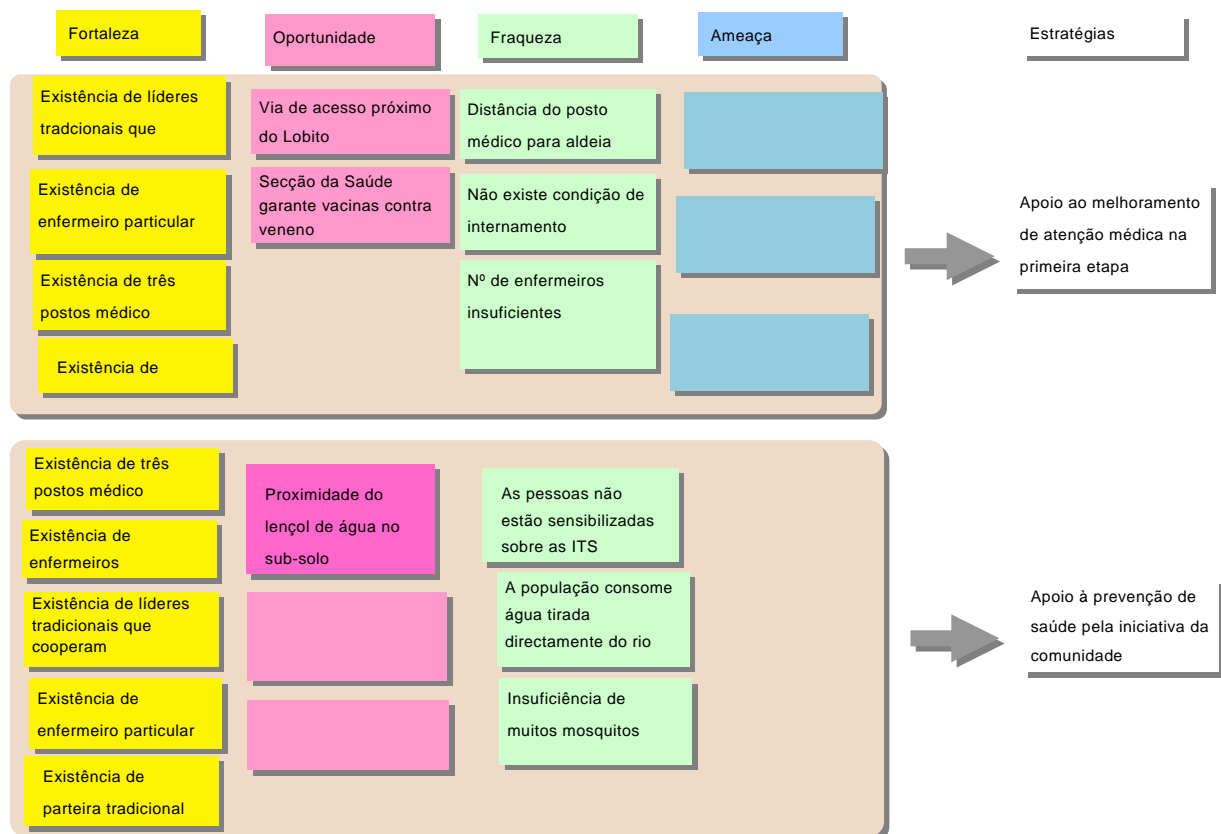 Fortaleza
Oportunidade
Fraqueza
Ameaça
Estratégias
Existência de líderes
tradcionais que
Existência de
enfermeiro particular
Existência de três
postos médico
Existência de
Via de acesso próximo
do Lobito
Secção da Saúde
garante vacinas contra
veneno
Distância do posto
médico para aldeia
Não existe condição de
internamento
Nº de enfermeiros
insuficientes
Apoio ao melhoramento
de atenção médica na
primeira etapa
Existência de três
postos médico
Existência de
enfermeiros
Existência de líderes
tradicionais que
cooperam
Existência de
enfermeiro particular
Existência de
parteira tradicional
Proximidade do
lençol de água no
sub-solo
As pessoas não
estão sensibilizadas
sobre as ITS
A população consome
água tirada
directamente do rio
Insuficiência de
muitos mosquitos
Apoio à prevenção de
saúde pela iniciativa da
comunidade